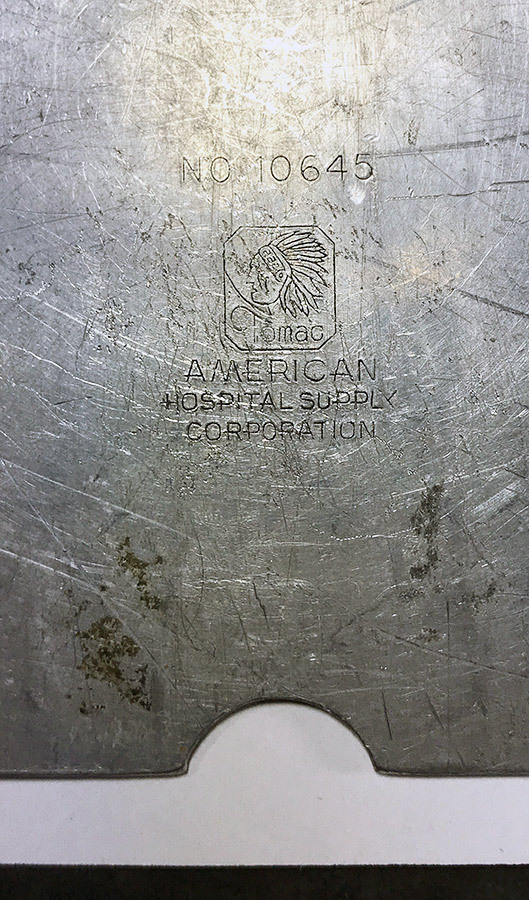 NO 10645
Tomac
AMERICAN
HOSPITAL SUPPLY
CORPORATION